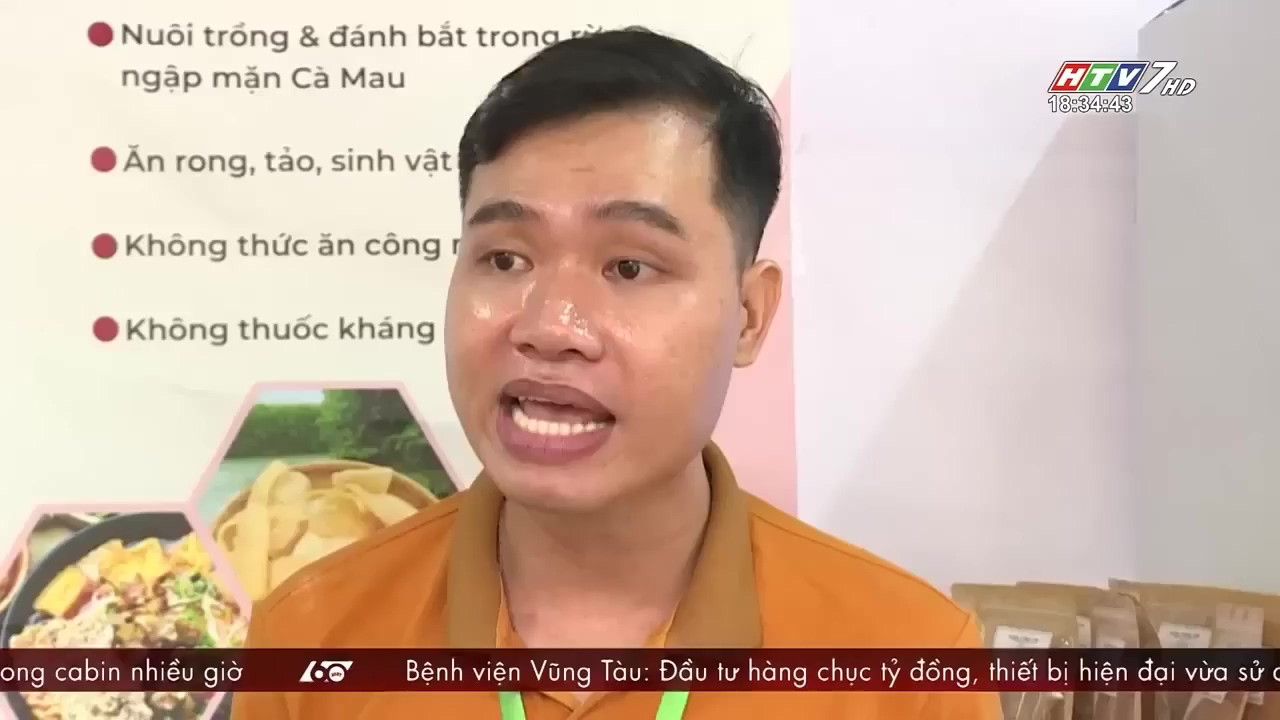 Nuôi trồng & đánh bắt trong
ngập mặn Cà Mau
Ăn rong, tảo, sinh vật
Không thức ăn công
Không thuốc kháng
HTV7 HD
18:34:43
ong cabin nhiều giờ 60 giây Bệnh viện Vũng Tàu: Đầu tư hàng chục tỷ đồng, thiết bị hiện đại vừa sử